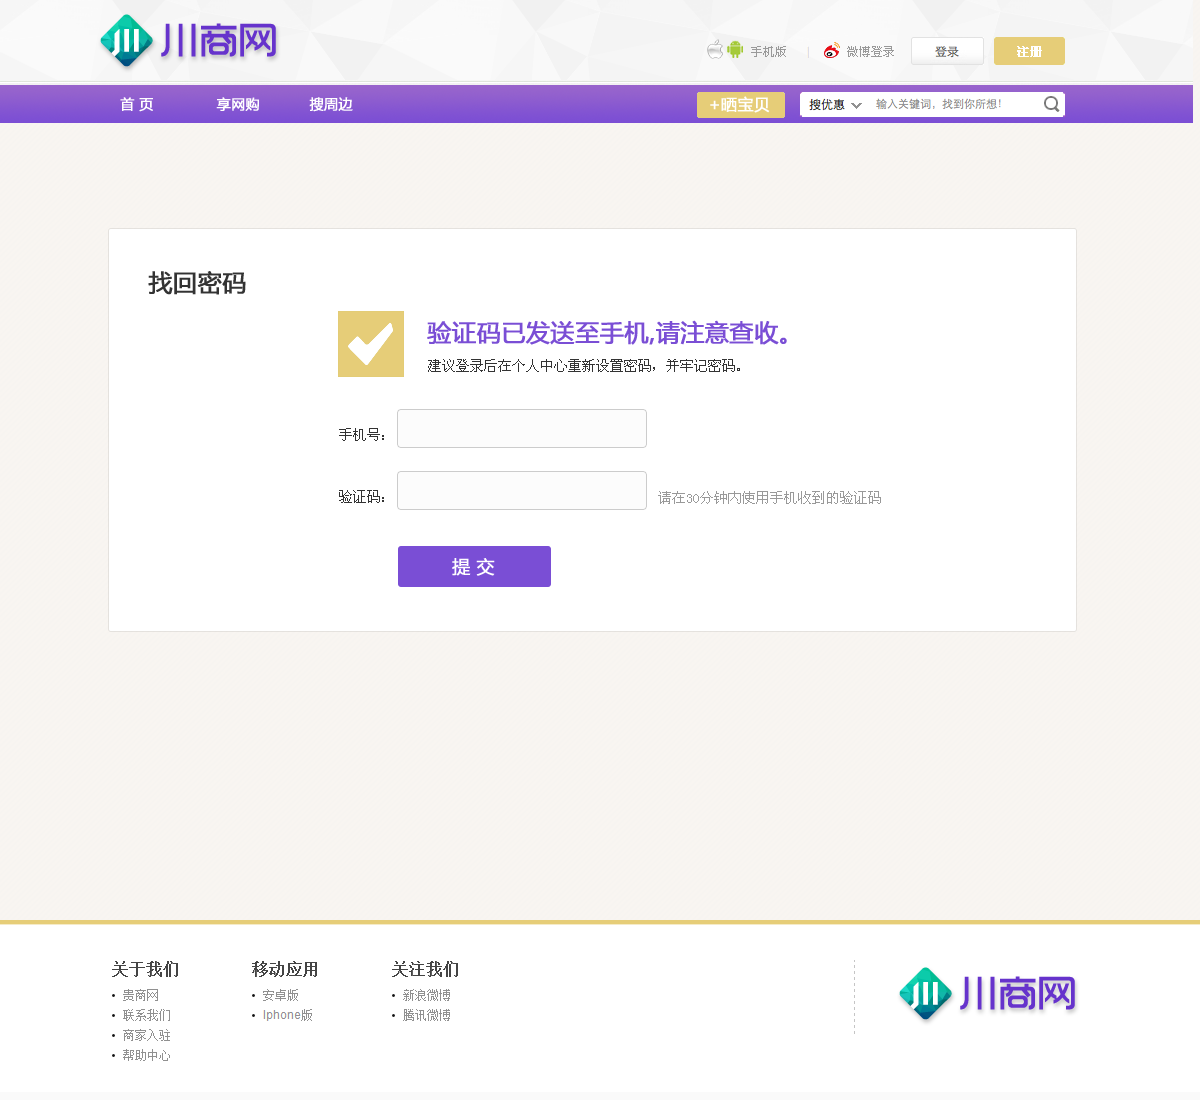 川商网
手机版
微博登录
登录
注册
首 页
享网购
搜周边
+晒宝贝
搜优惠
输入关键词，找到你所想！
找回密码
验证码已发送至手机,请注意查收。
建议登录后在个人中心重新设置密码，并牢记密码。
手机号：
验证码：
请在30分钟内使用手机收到的验证码
提 交
关于我们
贵商网
联系我们
商家入驻
帮助中心
移动应用
安卓版
Iphone版
关注我们
新浪微博
腾讯微博
川商网